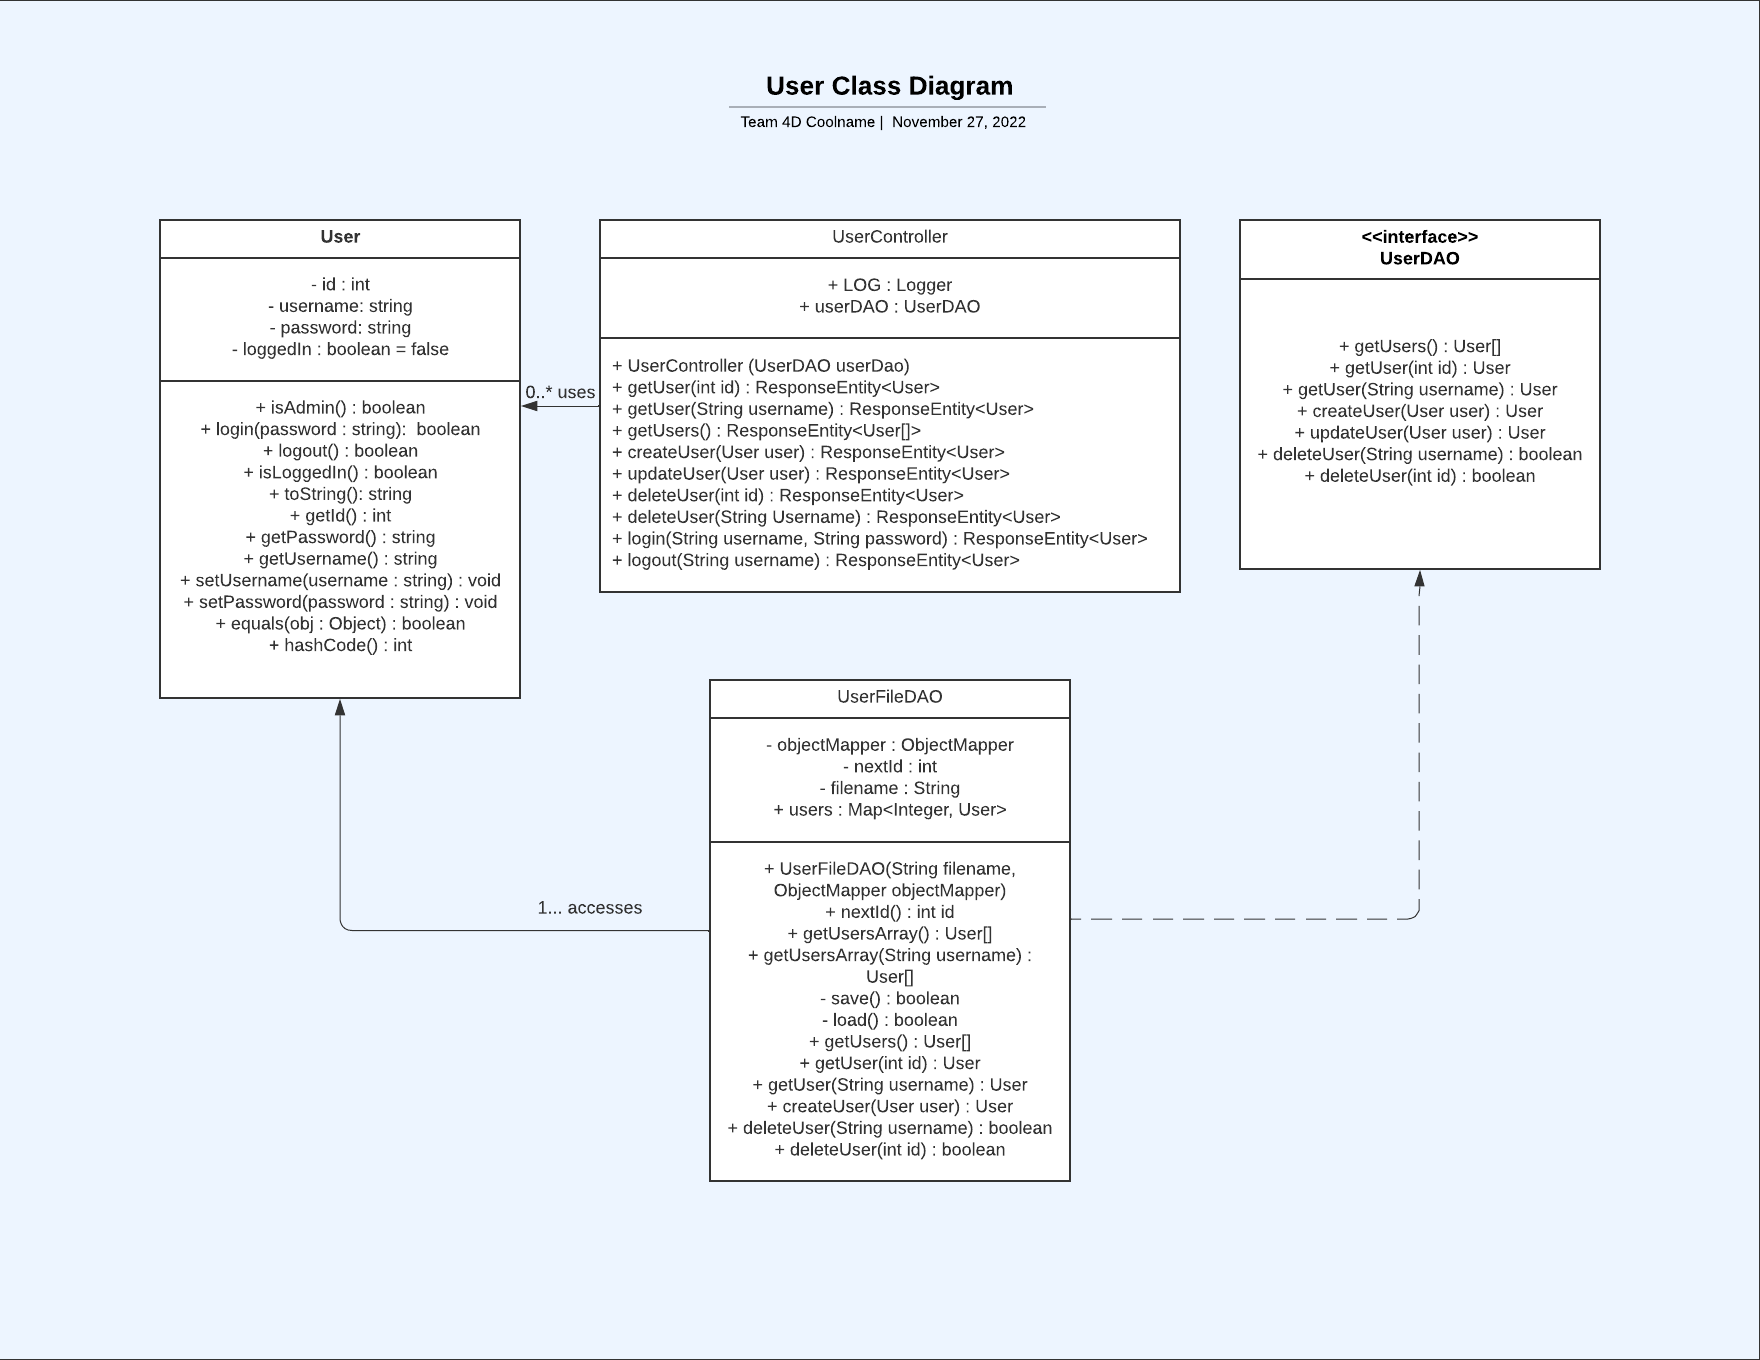 User Class Diagram
Team 4D Coolname | November 27, 2022
User
- id : int
- username: string
- password: string
- loggedIn : boolean = false
+ isAdmin() : boolean
+ login(password : string): boolean
+ logout() : boolean
+ isLoggedIn() : boolean
+ toString(): string
+ getId() : int
+ getPassword() : string
+ getUsername() : string
+ setUsername(username : string) : void
+ setPassword(password : string) : void
+ equals(obj : Object) : boolean
+ hashCode() : int
0..* uses
UserController
+ LOG : Logger
+ userDAO : UserDAO
+ UserController (UserDAO userDao)
+ getUser(int id) : ResponseEntity<User>
+ getUser(String username) : ResponseEntity<User>
+ getUsers() : ResponseEntity<User[]>
+ createUser(User user) : ResponseEntity<User>
+ updateUser(User user) : ResponseEntity<User>
+ deleteUser(int id) : ResponseEntity<User>
+ deleteUser(String Username) : ResponseEntity<User>
+ login(String username, String password) : ResponseEntity<User>
+ logout(String username) : ResponseEntity<User>
<<interface>>
UserDAO
+ getUsers() : User[]
+ getUser(int id) : User
+ getUser(String username) : User
+ createUser(User user) : User
+ updateUser(User user) : User
+ deleteUser(String username) : boolean
+ deleteUser(int id) : boolean
1... accesses
UserFileDAO
- objectMapper : ObjectMapper
- nextId : int
- filename : String
+ users : Map<Integer, User>
+ UserFileDAO(String filename,
ObjectMapper objectMapper)
+ nextId() : int id
+ getUsersArray() : User[]
+ getUsersArray(String username) :
User[]
- save() : boolean
- load() : boolean
+ getUsers() : User[]
+ getUser(int id) : User
+ getUser(String username) : User
+ createUser(User user) : User
+ deleteUser(String username) : boolean
+ deleteUser(int id) : boolean